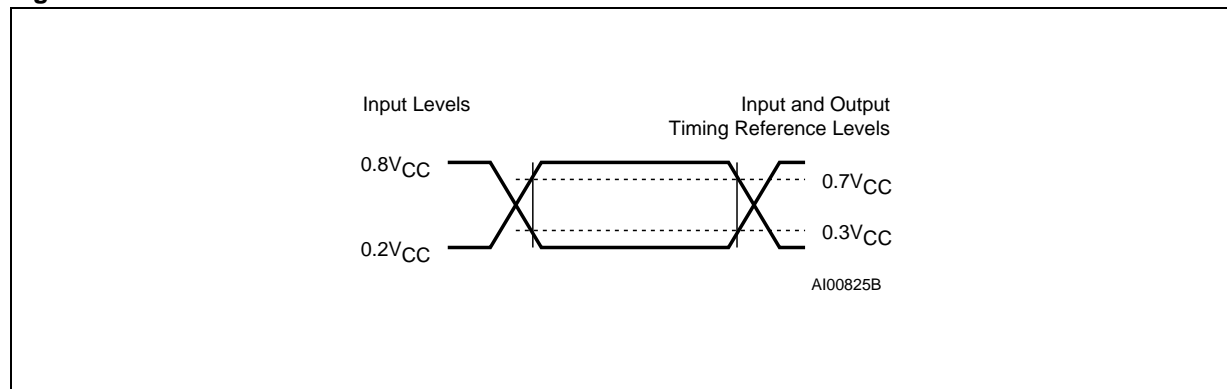 Input Levels
Input and Output
Timing Reference Levels
0.8VCC
0.7VCC
0.3VCC
0.2VCC
AI00825B